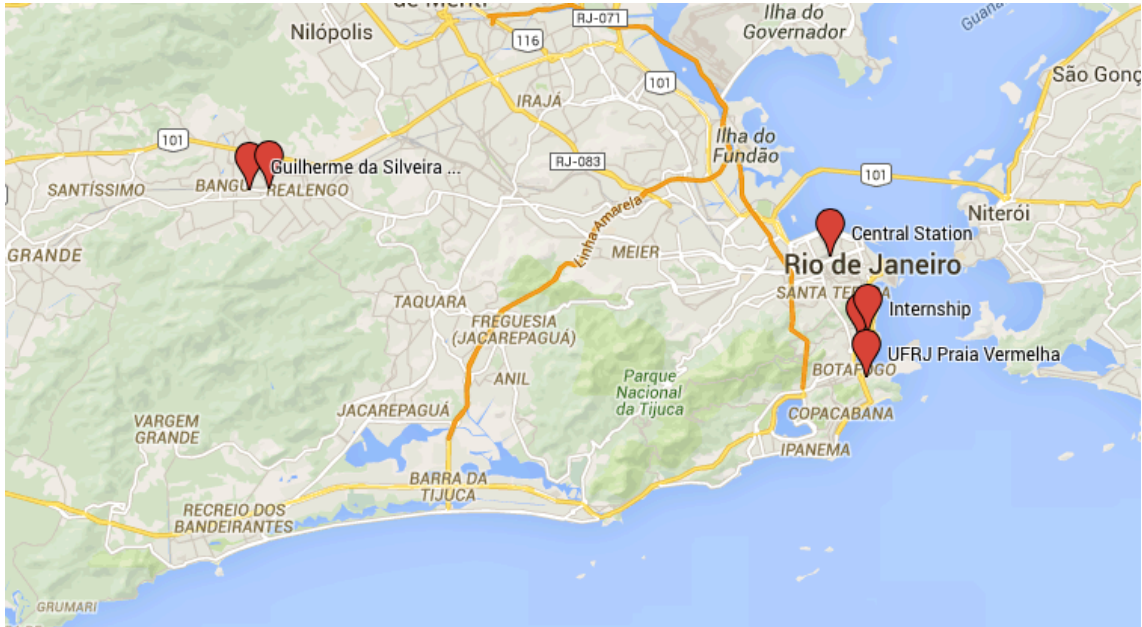 Nilópolis
RJ-071
116
Ilha do
Governador
101
São Gonç
IRAJÁ
101
RJ-083
Ilha do
Fundão
101
Guilherme da Silveira ...
SANTÍSSIMO
BANGU
REALENGO
Niterói
Linha Amarela
MEIER
Central Station
GRANDE
Rio de Janeiro
SANTA TER
A
TAQUARA
Internship
FREGUESIA
(JACAREPAGUÁ)
UFRJ Praia Vermelha
BOTAFOGO
ANIL
Parque
Nacional
da Tijuca
JACAREPAGUÁ
COPACABANA
VARGEM
GRANDE
IPANEMA
BARRA DA
TIJUCA
RECREIO DOS
BANDEIRANTES
GRUMARI